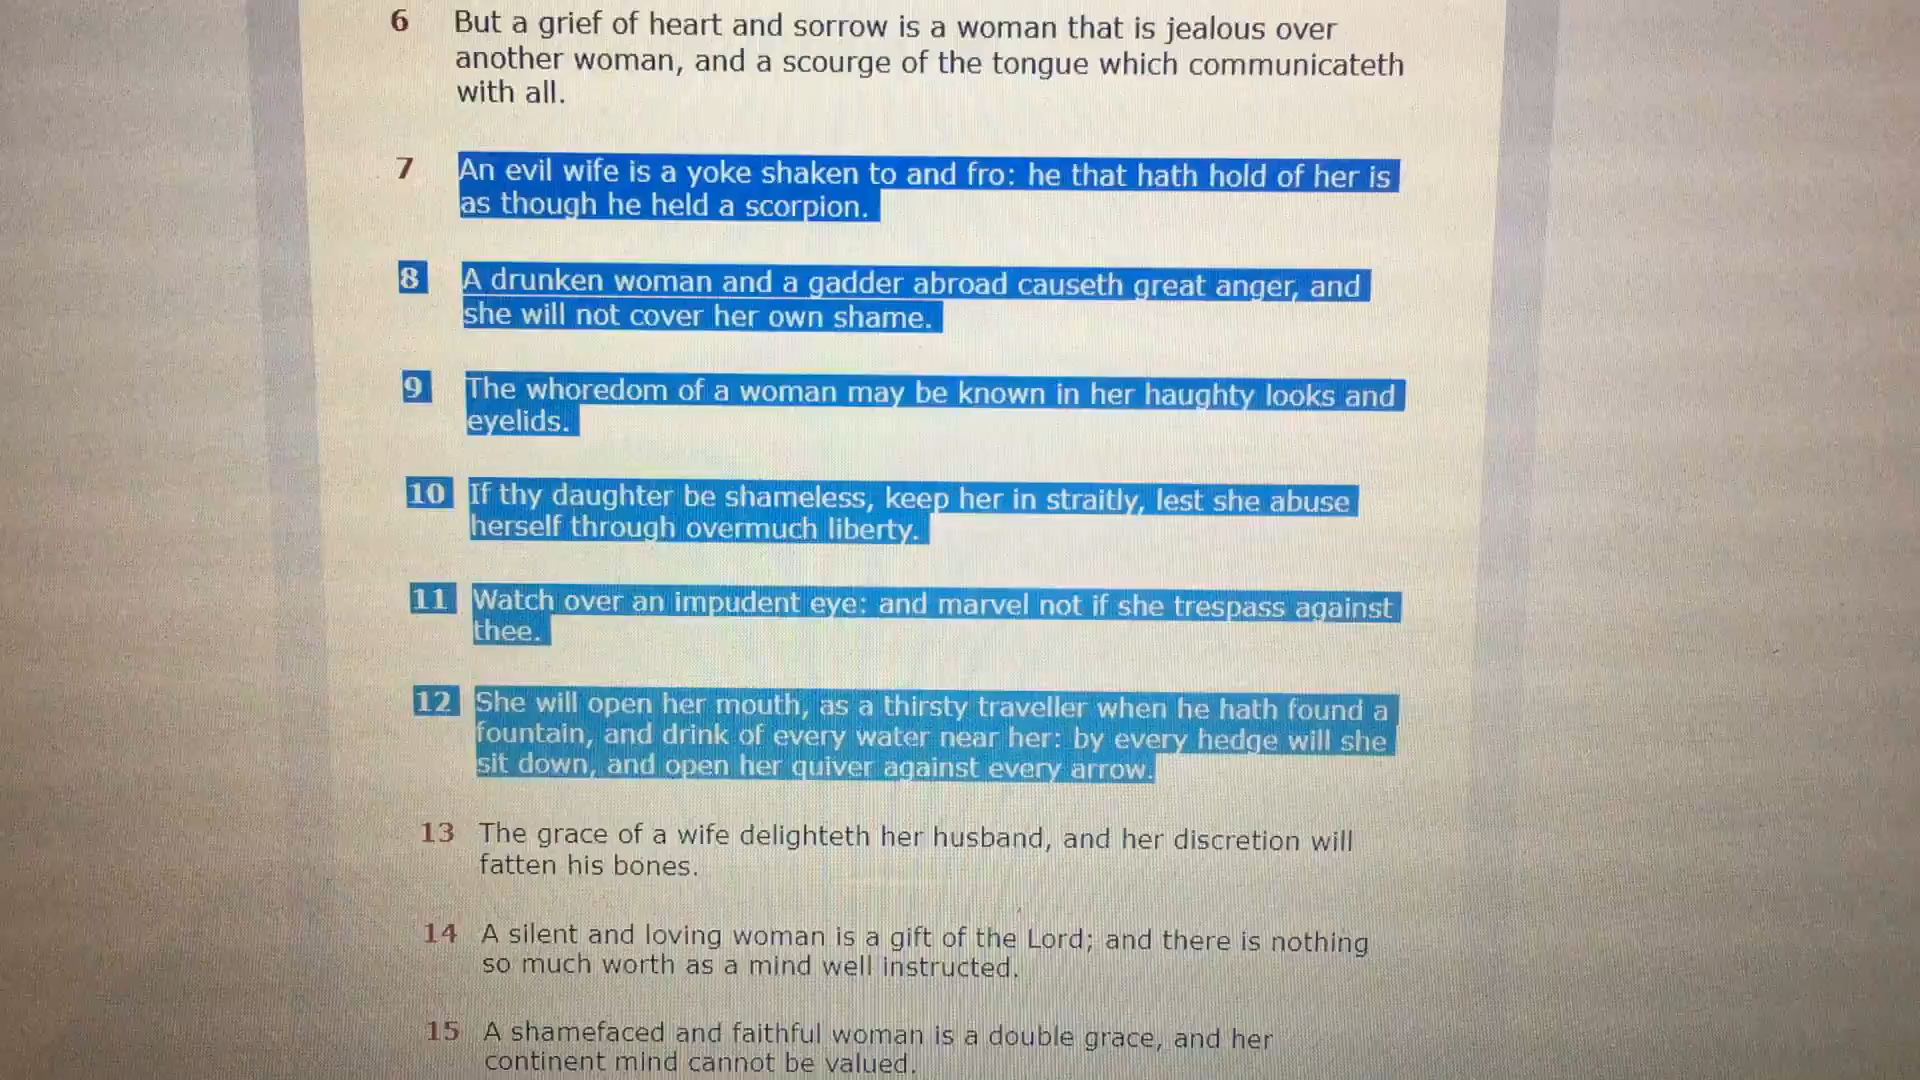 6 But a grief of heart and sorrow is a woman that is jealous over
another woman, and a scourge of the tongue which communicateth
with all.
7 An evil wife is a yoke shaken to and fro: he that hath hold of her is
as though he held a scorpion.
8 A drunken woman and a gadder abroad causeth great anger, and
she will not cover her own shame.
9 The whoredom of a woman may be known in her haughty looks and
eyelids.
10 If thy daughter be shameless, keep her in straitly, lest she abuse
herself through overmuch liberty.
11 Watch over an impudent eye: and marvel not if she trespass against
thee.
12 She will open her mouth, as a thirsty traveller when he hath found a
fountain, and drink of every water near her: by every hedge will she
sit down, and open her quiver against every arrow.
13 The grace of a wife delighteth her husband, and her discretion will
fatten his bones.
14 A silent and loving woman is a gift of the Lord; and there is nothing
so much worth as a mind well instructed.
15 A shamefaced and faithful woman is a double grace, and her
continent mind cannot be valued.